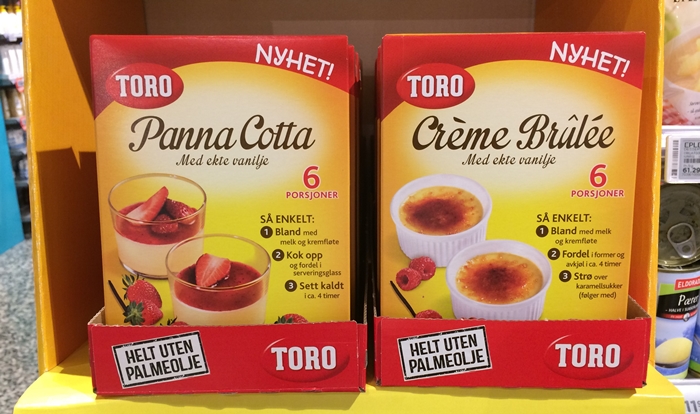 NYHET!
TORO
Panna Cotta
Med ekte vanilje
6
PORSJONER
SÅ ENKELT:
1 Bland med
melk og kremfløte
2 Kok opp
og fordel i
serveringsglass
3 Sett kaldt
i ca. 4 timer
HELT UTEN
PALMEOLJE
TORO
NYHET!
TORO
Crème Brûlée
Med ekte vanilje
6
PORSJONER
SÅ ENKELT:
1 Bland med melk
og kremfløte
2 Fordel i former og
avkjøl i ca. 4 timer
3 Strø over
karamellsukker
(følger med)
HELT UTEN
PALMEOLJE
TORO
ELDORADO